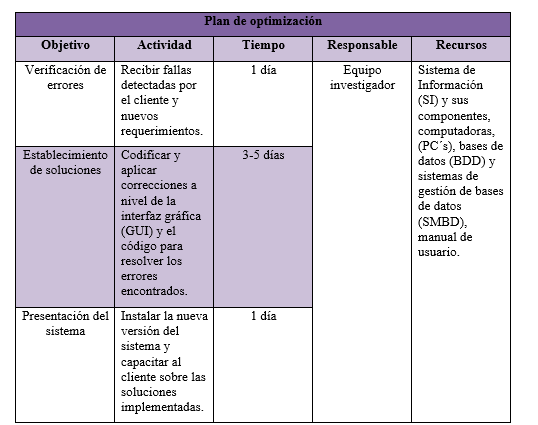 Plan de optimización
Objetivo
Actividad
Tiempo
Responsable
Recursos
Verificación de
errores
Recibir fallas
detectadas por
el cliente y
nuevos
requerimientos.
1 día
Equipo
investigador
Sistema de
Información
(SI) y sus
componentes,
computadoras,
(PC´s), bases de
datos (BDD) y
sistemas de
gestión de bases
de datos
(SMBD),
manual de
usuario.
Establecimiento
de soluciones
Codificar y
aplicar
correcciones a
nivel de la
interfaz gráfica
(GUI) y el
código para
resolver los
errores
encontrados.
3-5 días
Presentación del
sistema
Instalar la nueva
versión del
sistema y
capacitar al
cliente sobre las
soluciones
implementadas.
1 día